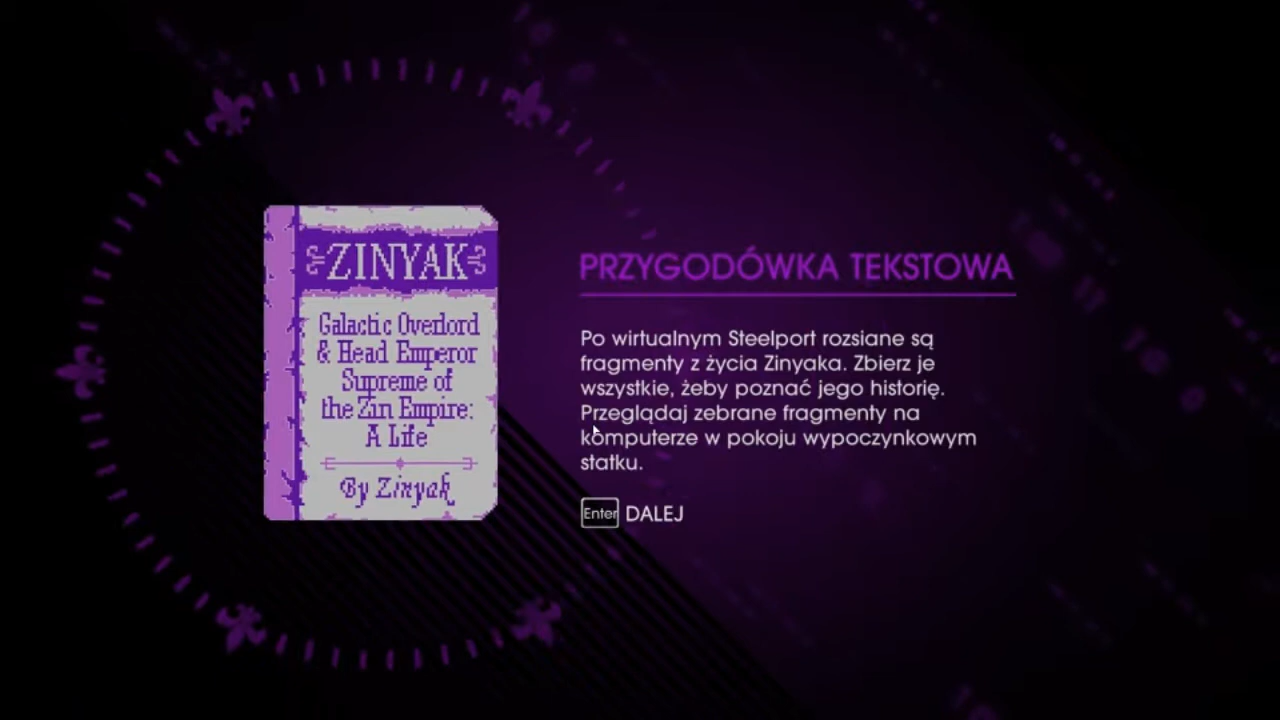 ZINYAK
Galactic Overlord
& Head Emperor
Supreme of
the Zin Empire:
A Life
By Zinyak
PRZYGODÓWKA TEKSTOWA
Po wirtualnym Steelport rozsiane są
fragmenty z życia Zinyaka. Zbierz je
wszystkie, żeby poznać jego historię.
Przeglądaj zebrane fragmenty na
komputerze w pokoju wypoczynkowym
statku.
Enter DALEJ